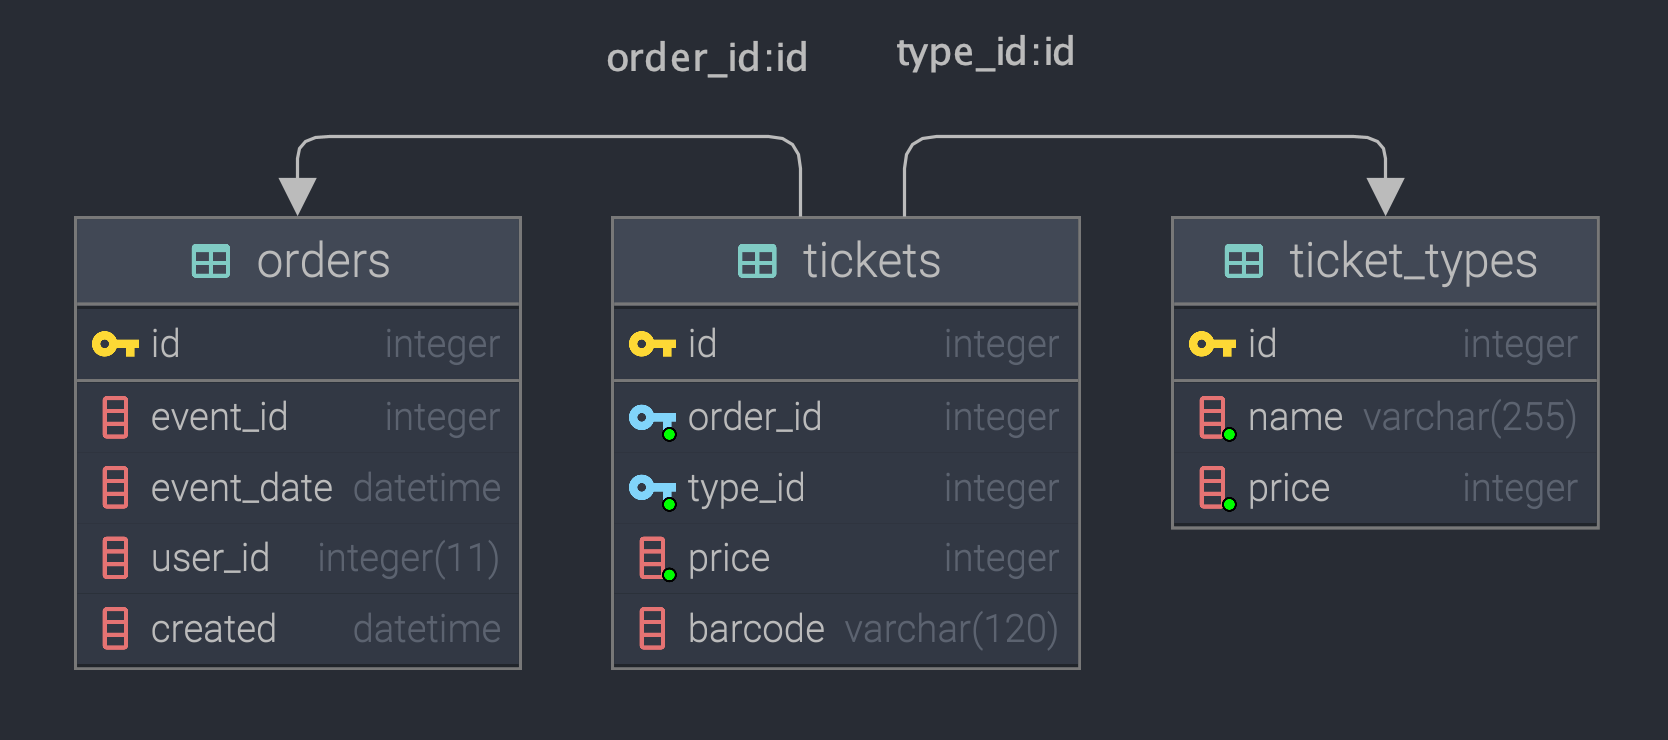 order_id:id
type_id:id
orders
id integer
event_id integer
event_date datetime
user_id integer(11)
created datetime
tickets
id integer
order_id integer
type_id integer
price integer
barcode varchar(120)
ticket_types
id integer
name varchar(255)
price integer